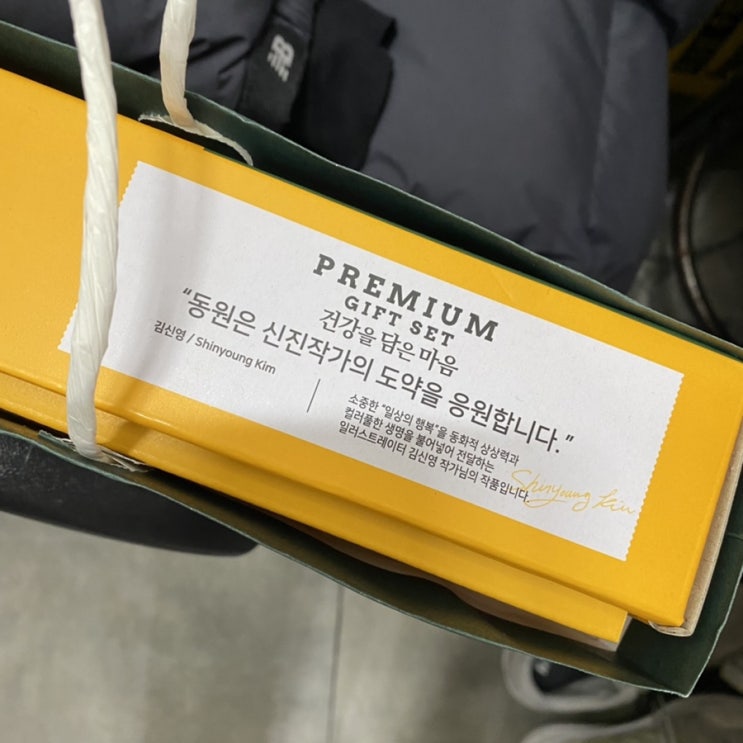 PREMIUM
GIFT SET
건강을 담은 마음
“동원은 신진작가의 도약을 응원합니다.”
김신영 / Shinyoung Kim
소중한 “일상의 행복”을 동화적 상상력과
컬러풀한 생명을 불어넣어 전달하는
일러스트레이터 김신영 작가님의 작품입니다.
Shinyoung Kim